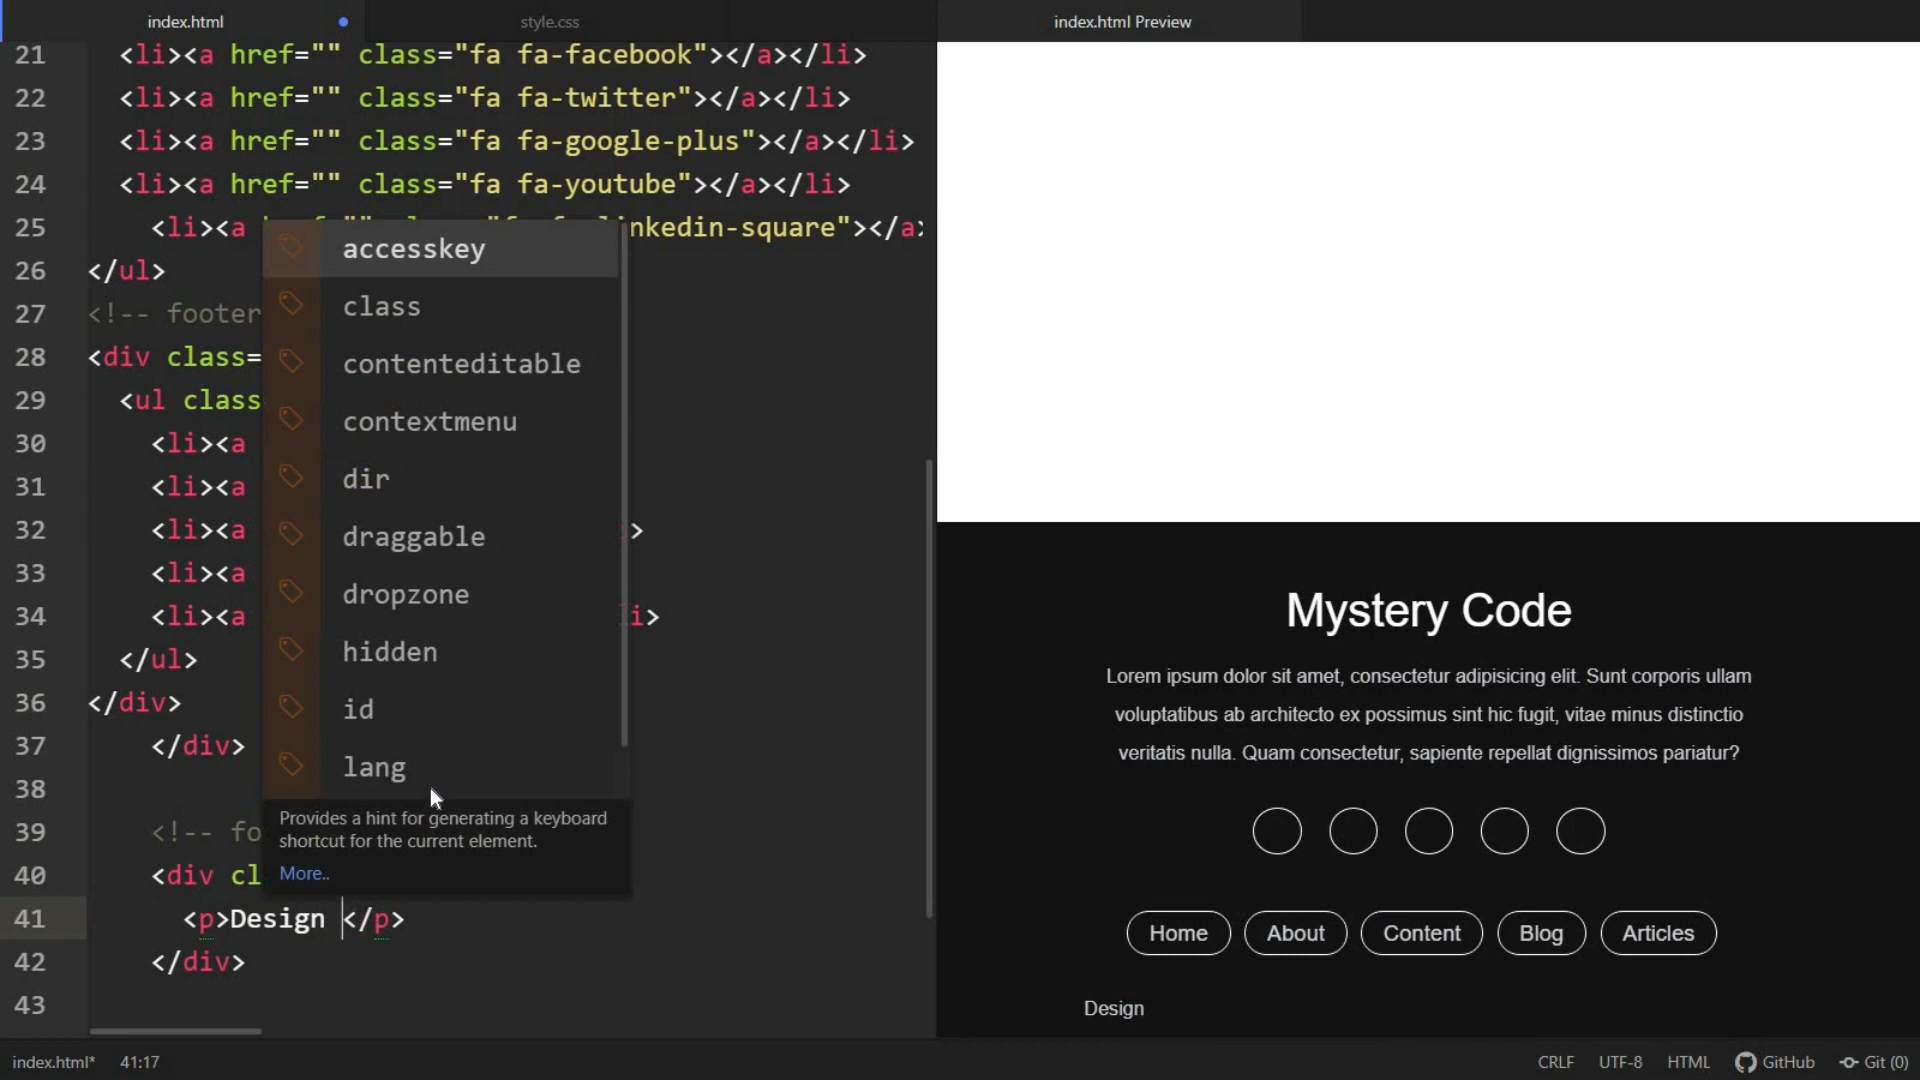 index.html
style.css
index.html Preview
21 <li><a href="" class="fa fa-facebook"></a></li>
22 <li><a href="" class="fa fa-twitter"></a></li>
23 <li><a href="" class="fa fa-google-plus"></a></li>
24 <li><a href="" class="fa fa-youtube"></a></li>
25 <li><a nkedin-square"></a>
26 </ul>
27 <!-- footer
28 <div class=
29 <ul class
30 <li><a
31 <li><a
32 <li><a >
33 <li><a
34 <li><a i>
35 </ul>
36 </div>
37 </div>
38
39 <!-- fo
40 <div cl
41 <p>Design </p>
42 </div>
43
accesskey
class
contenteditable
contextmenu
dir
draggable
dropzone
hidden
id
lang
Provides a hint for generating a keyboard
shortcut for the current element.
More..
Mystery Code
Lorem ipsum dolor sit amet, consectetur adipisicing elit. Sunt corporis ullam
voluptatibus ab architecto ex possimus sint hic fugit, vitae minus distinctio
veritatis nulla. Quam consectetur, sapiente repellat dignissimos pariatur?
Home About Content Blog Articles
Design
index.html* 41:17 CRLF UTF-8 HTML GitHub Git (0)